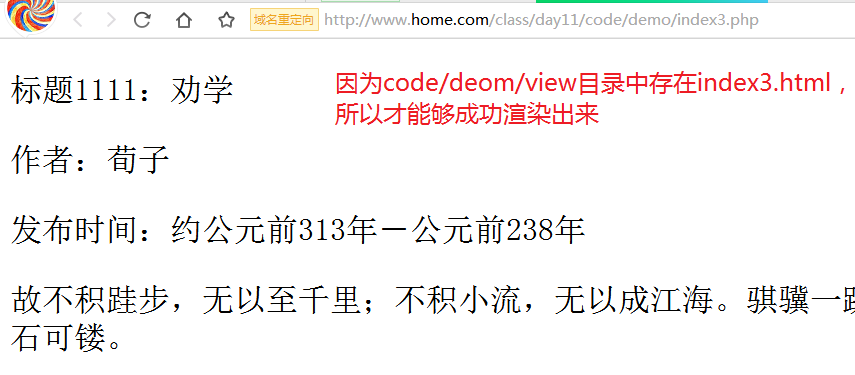 域名重定向 http://www.home.com/class/day11/code/demo/index3.php
标题1111：劝学
因为code/deom/view目录中存在index3.html，
所以才能够成功渲染出来
作者：荀子
发布时间：约公元前313年－公元前238年
故不积跬步，无以至千里；不积小流，无以成江海。骐骥一跃
石可镂。